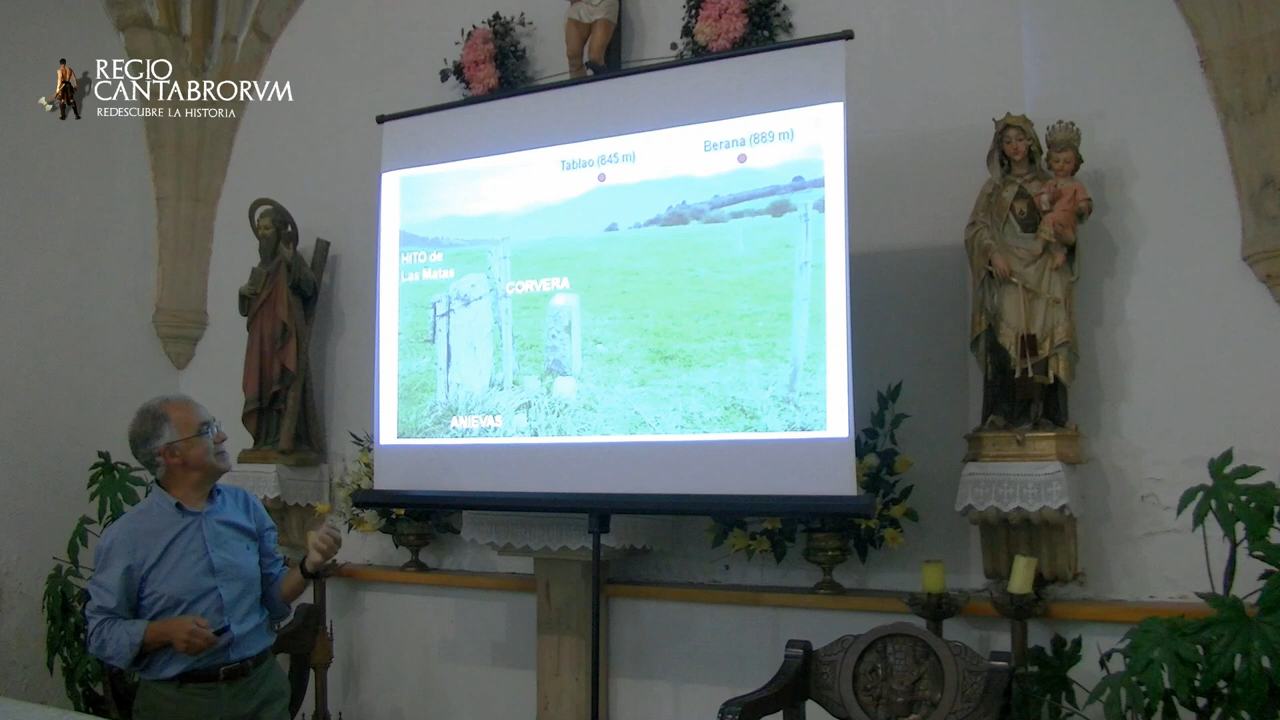 REGIO
CANTABRORVM
REDESCUBRE LA HISTORIA
Berana (889 m)
Tablao (845 m)
HITO de
Las Matas
CORVERA
ANIEVAS